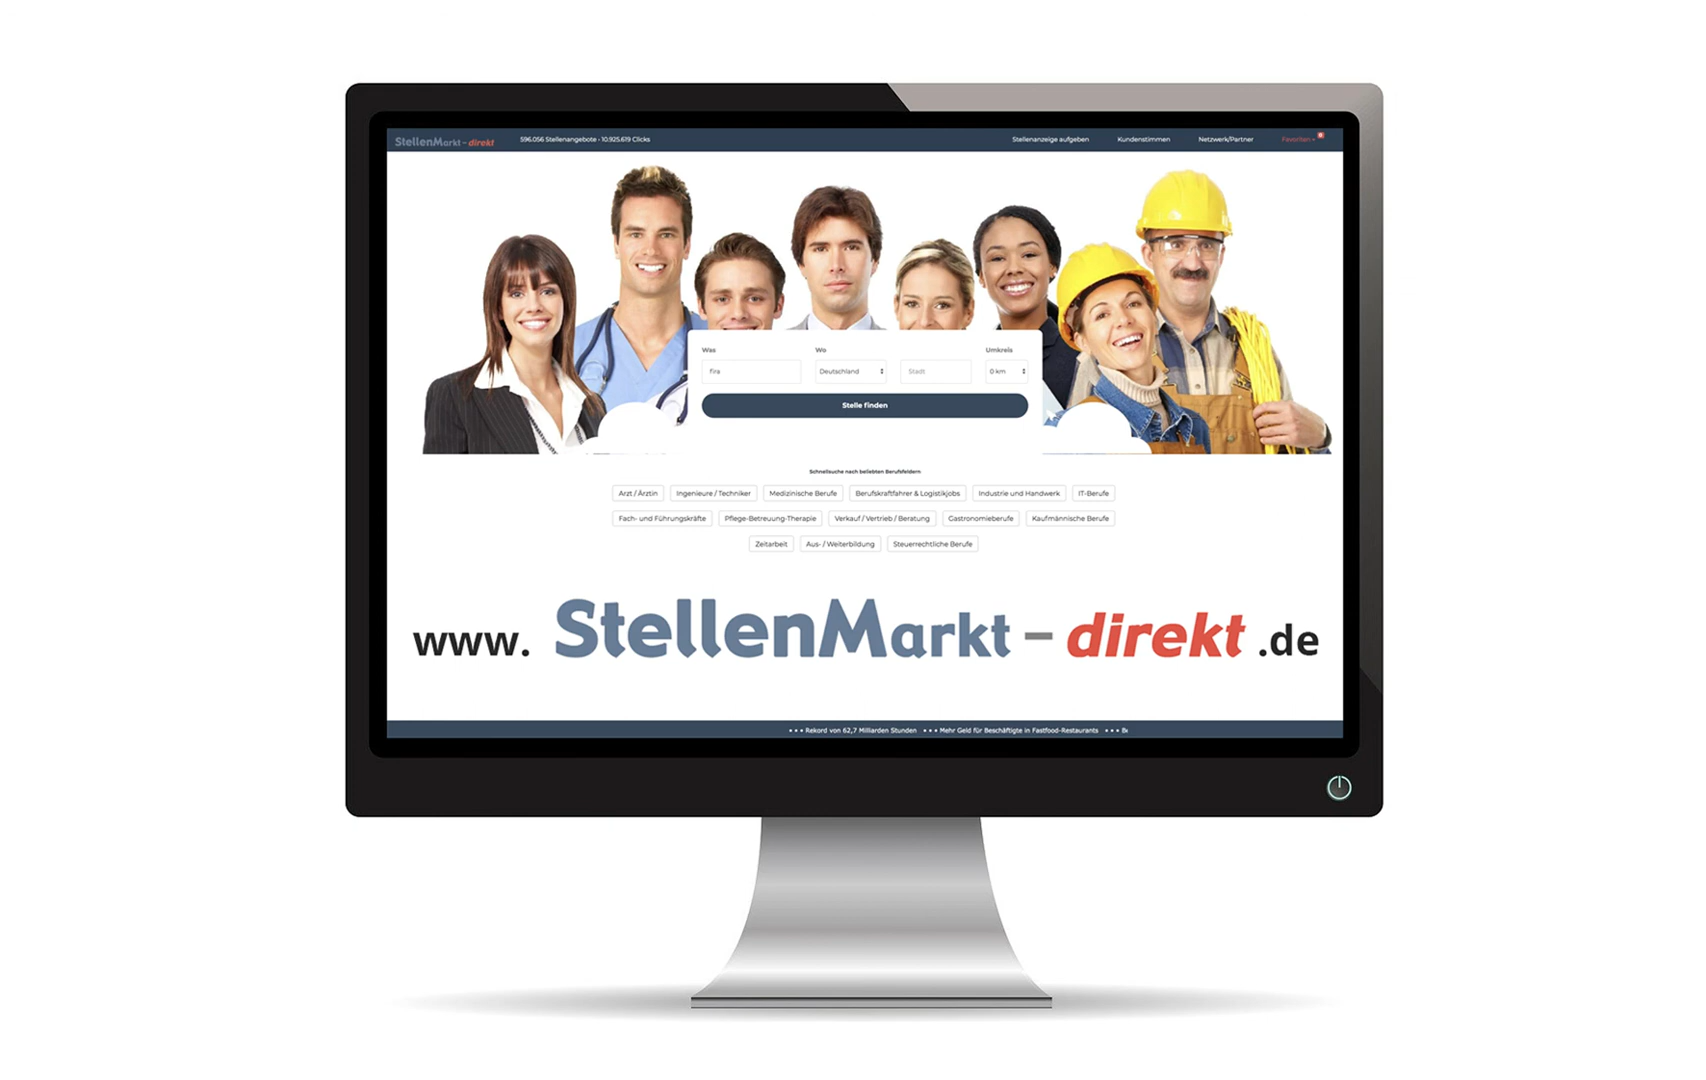 StellenMarkt - direkt 596.056 Stellenangebote • 10.925.619 Clicks Stellenanzeige aufgeben Kundenstimmen Netzwerk/Partner Favoriten 0
Was Wo Umkreis
fira Deutschland Stadt 0 km
Stelle finden
Schnellsuche nach beliebten Berufsfeldern
Arzt / Ärztin Ingenieure / Techniker Medizinische Berufe Berufskraftfahrer & Logistikjobs Industrie und Handwerk IT-Berufe
Fach- und Führungskräfte Pflege-Betreuung-Therapie Verkauf / Vertrieb / Beratung Gastronomieberufe Kaufmännische Berufe
Zeitarbeit Aus- / Weiterbildung Steuerrechtliche Berufe
www. StellenMarkt - direkt .de
• • • Rekord von 62,7 Milliarden Stunden • • • Mehr Geld für Beschäftigte in Fastfood-Restaurants • • •